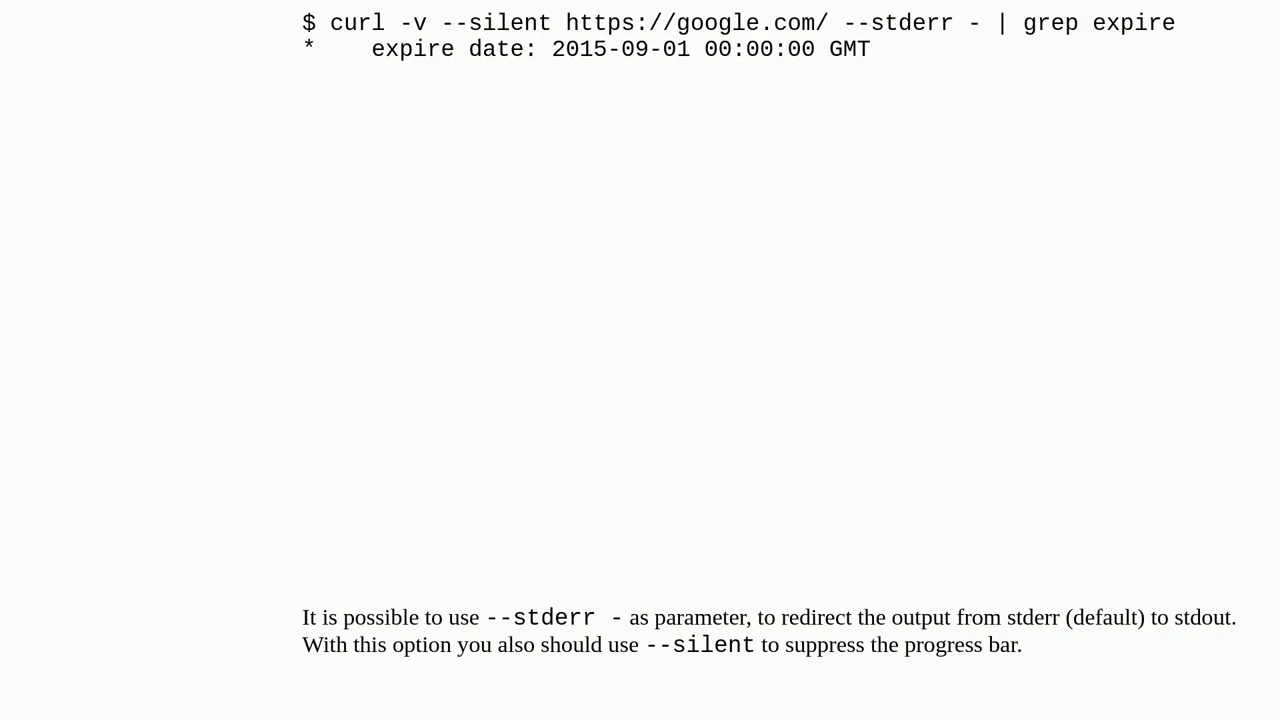 $ curl -v --silent https://google.com/ --stderr - | grep expire
*    expire date: 2015-09-01 00:00:00 GMT
It is possible to use --stderr - as parameter, to redirect the output from stderr (default) to stdout.
With this option you also should use --silent to suppress the progress bar.